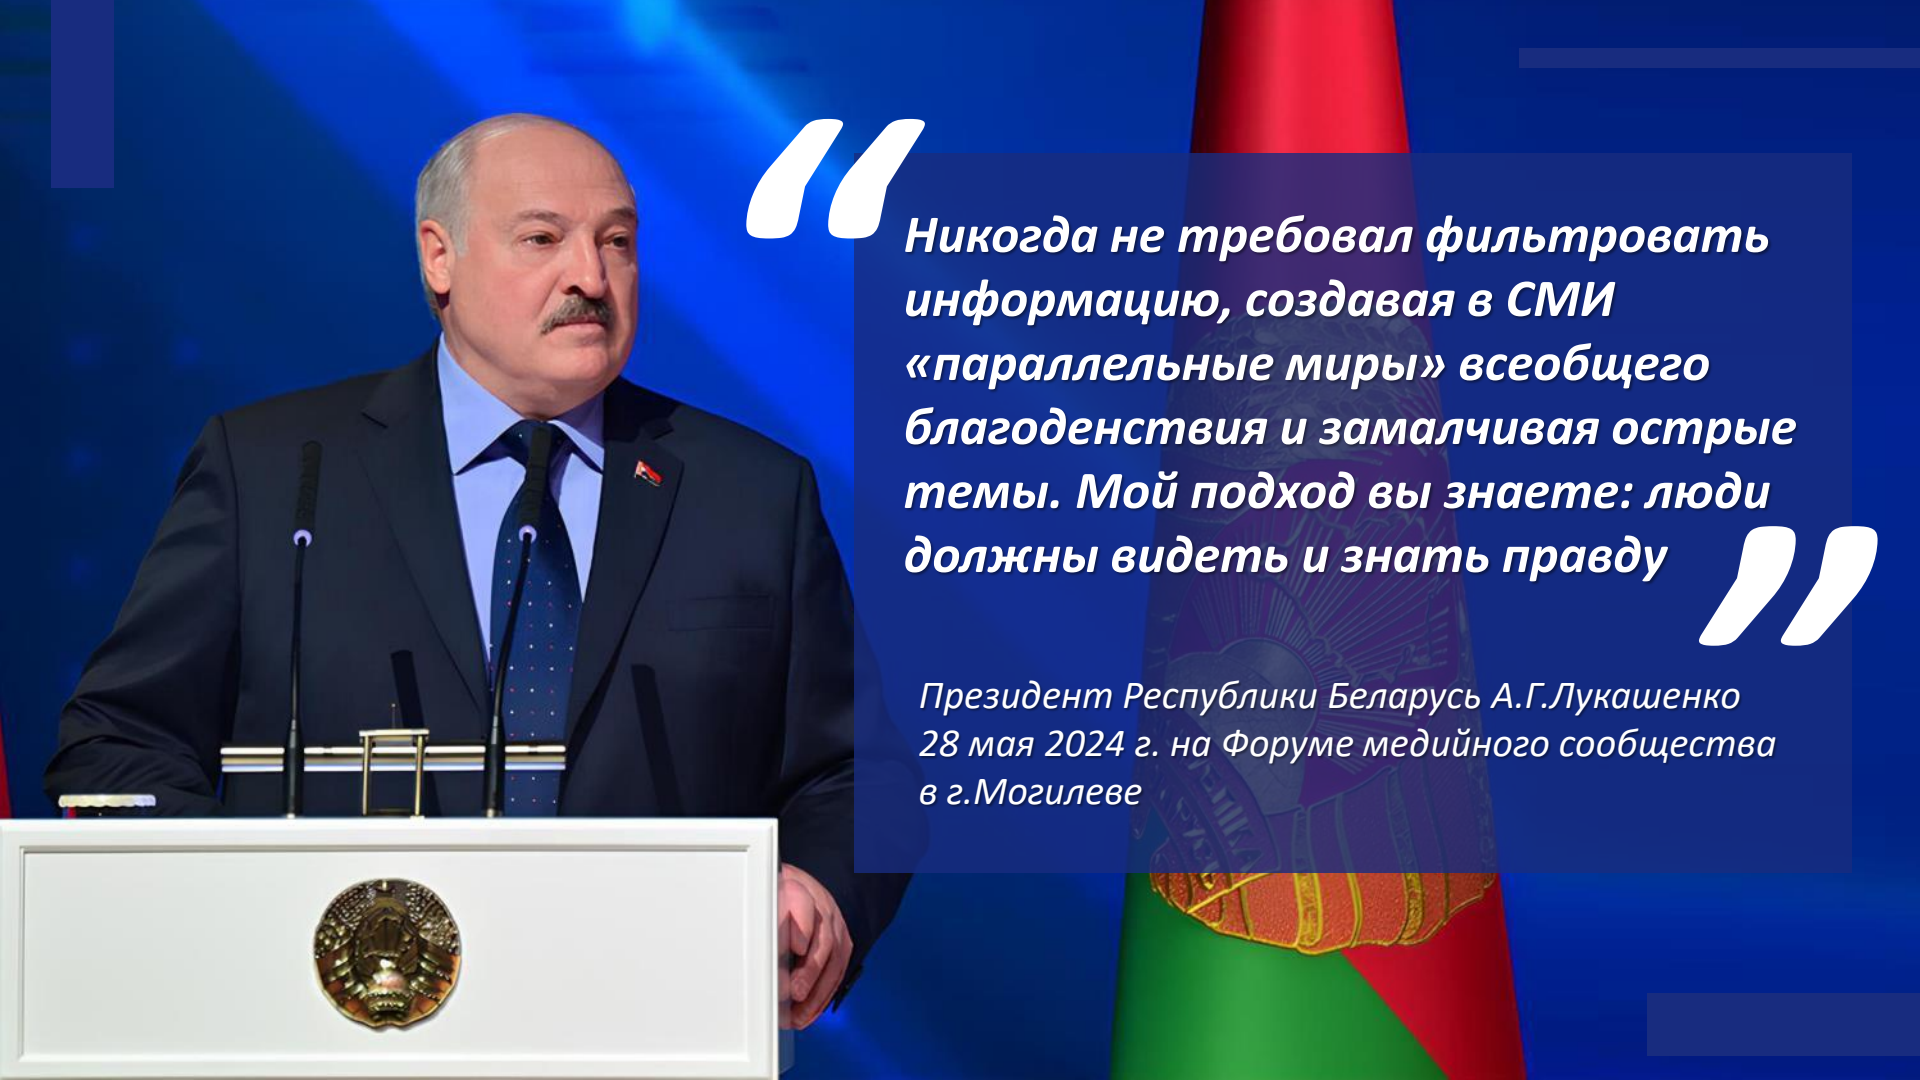 “
Никогда не требовал фильтровать
информацию, создавая в СМИ
«параллельные миры» всеобщего
благоденствия и замалчивая острые
темы. Мой подход вы знаете: люди
должны видеть и знать правду
”
Президент Республики Беларусь А.Г.Лукашенко
28 мая 2024 г. на Форуме медийного сообщества
в г.Могилеве